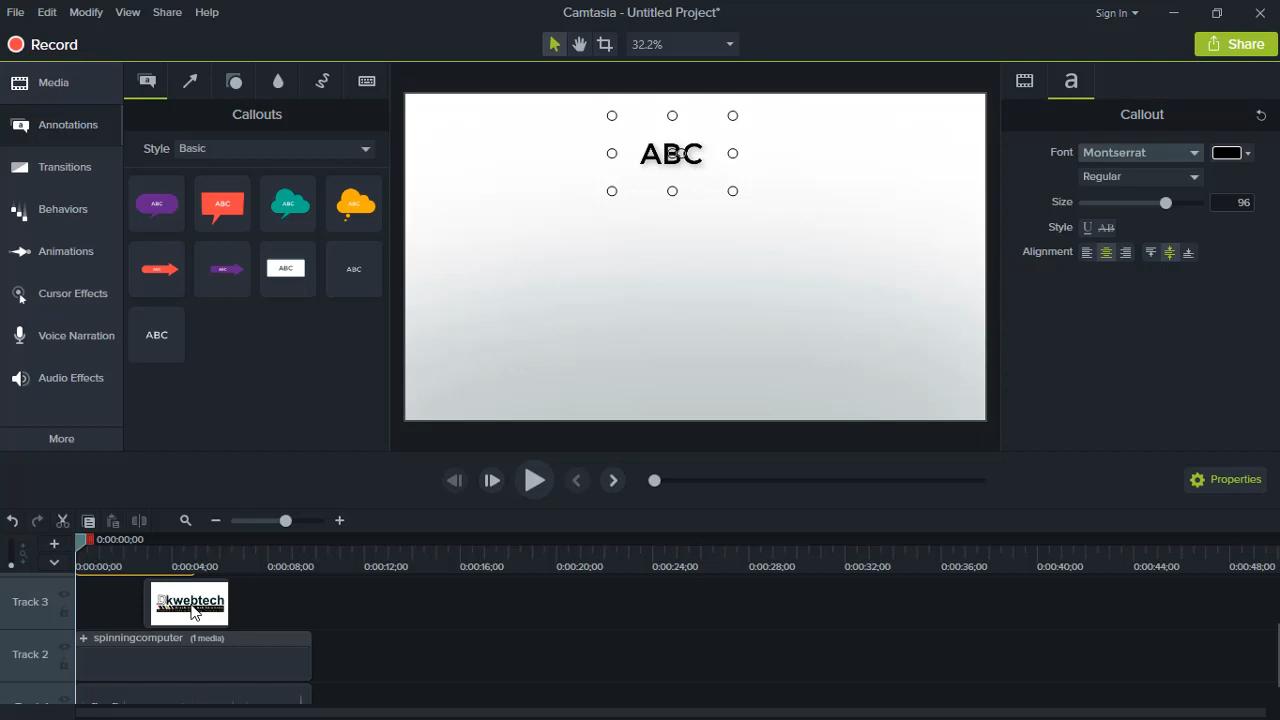 File Edit Modify View Share Help
Camtasia - Untitled Project*
Sign In
Record
32.2%
Share
Media
Annotations
Transitions
Behaviors
Animations
Cursor Effects
Voice Narration
Audio Effects
More
Callouts
Style Basic
ABC ABC ABC ABC
ABC ABC ABC ABC
ABC
ABC
a
Callout
Font Montserrat
Regular
Size 96
Style U AB
Alignment
Properties
0:00:00;00
0:00:00;00 0:00:04;00 0:00:08;00 0:00:12;00 0:00:16;00 0:00:20;00 0:00:24;00 0:00:28;00 0:00:32;00 0:00:36;00 0:00:40;00 0:00:44;00 0:00:48;00
Track 3
kwebtech
Track 2
+ spinningcomputer (1 media)